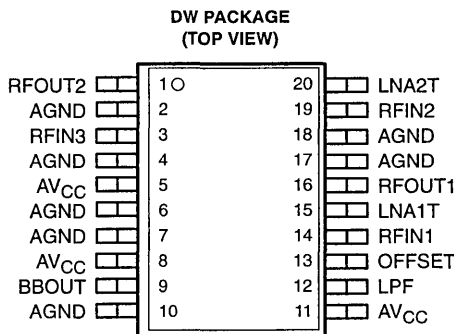 DW PACKAGE
(TOP VIEW)
RFOUT2 1 20 LNA2T
AGND 2 19 RFIN2
RFIN3 3 18 AGND
AGND 4 17 AGND
AVCC 5 16 RFOUT1
AGND 6 15 LNA1T
AGND 7 14 RFIN1
AVCC 8 13 OFFSET
BBOUT 9 12 LPF
AGND 10 11 AVCC